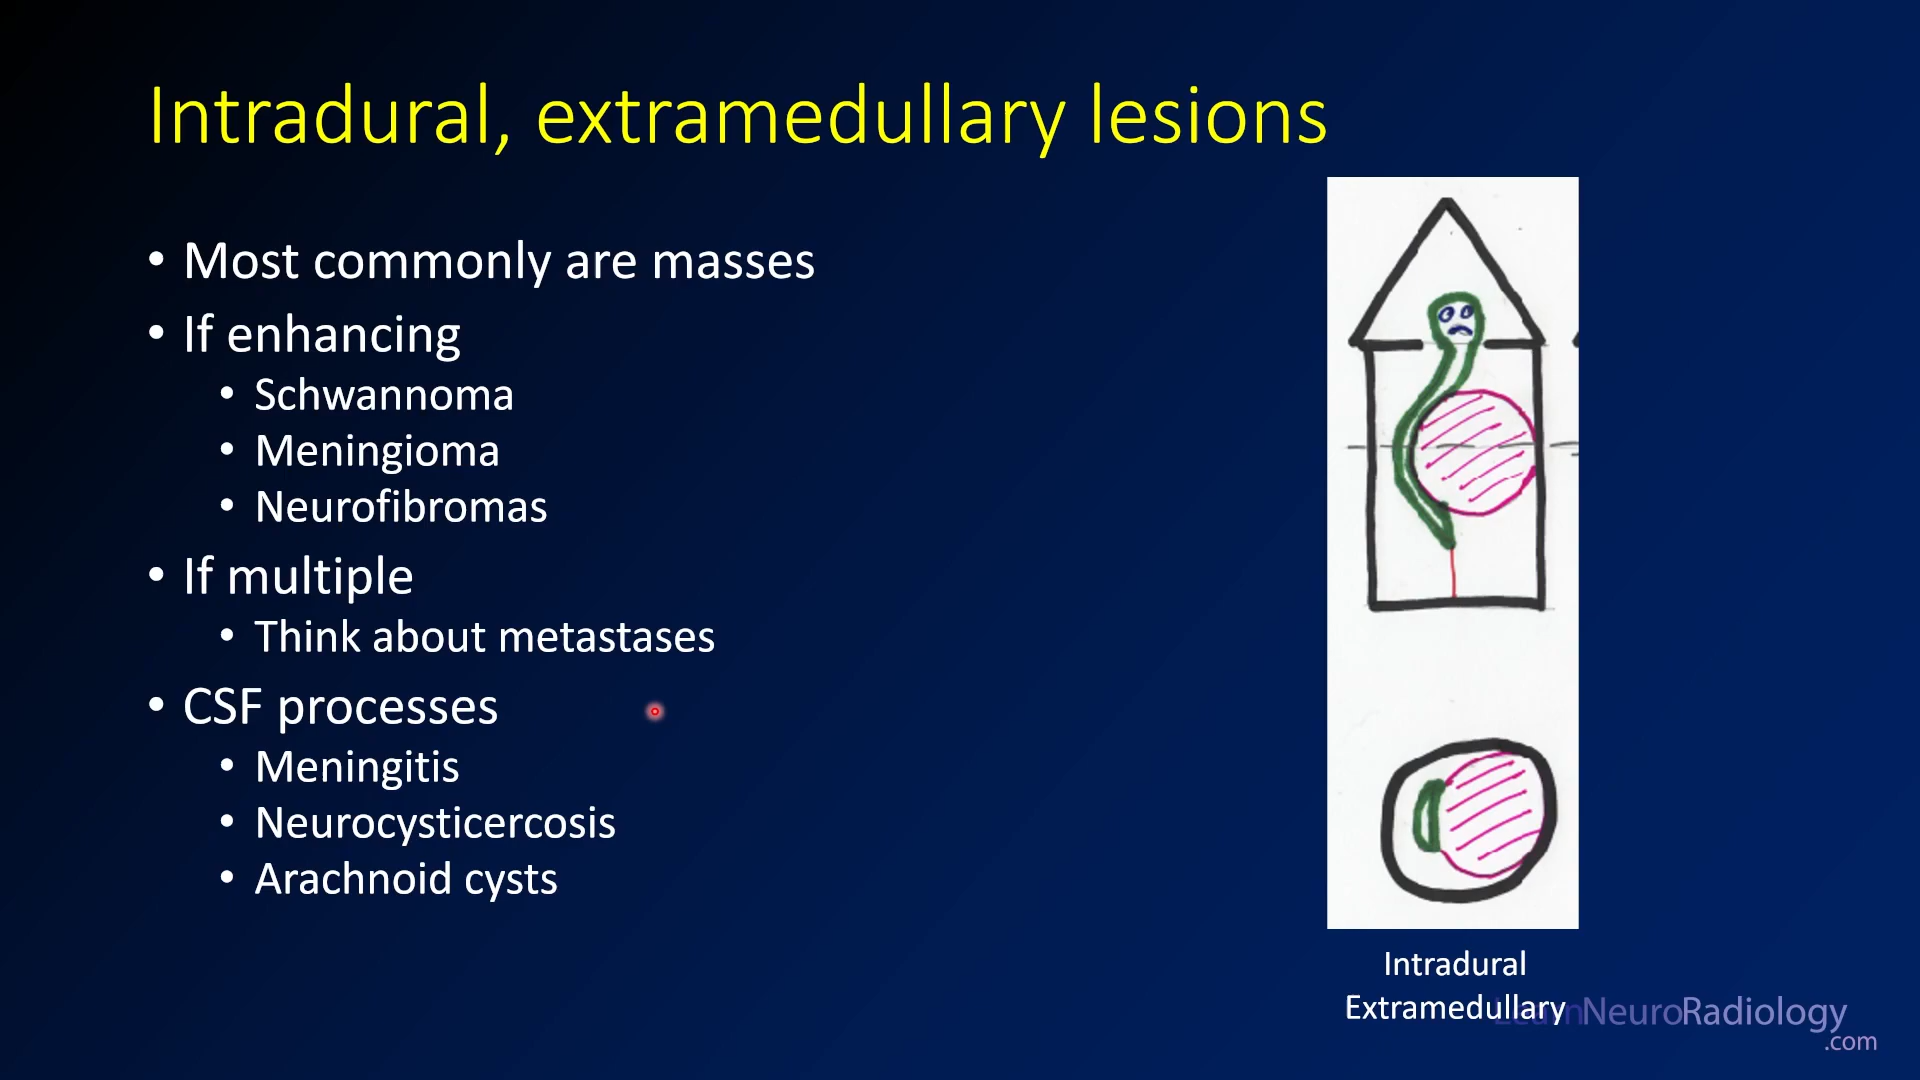 Intradural, extramedullary lesions
• Most commonly are masses
• If enhancing
• Schwannoma
• Meningioma
• Neurofibromas
• If multiple
• Think about metastases
• CSF processes
• Meningitis
• Neurocysticercosis
• Arachnoid cysts
Intradural
Extramedullary
LearnNeuroRadiology
.com